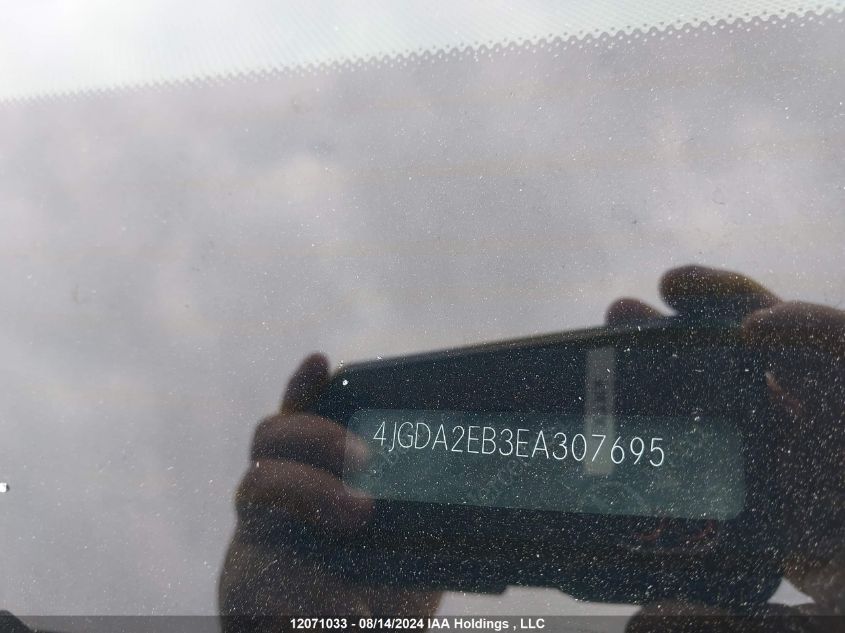 4JGDA2EB3EA307695
12071033 - 08/14/2024 IAA Holdings , LLC